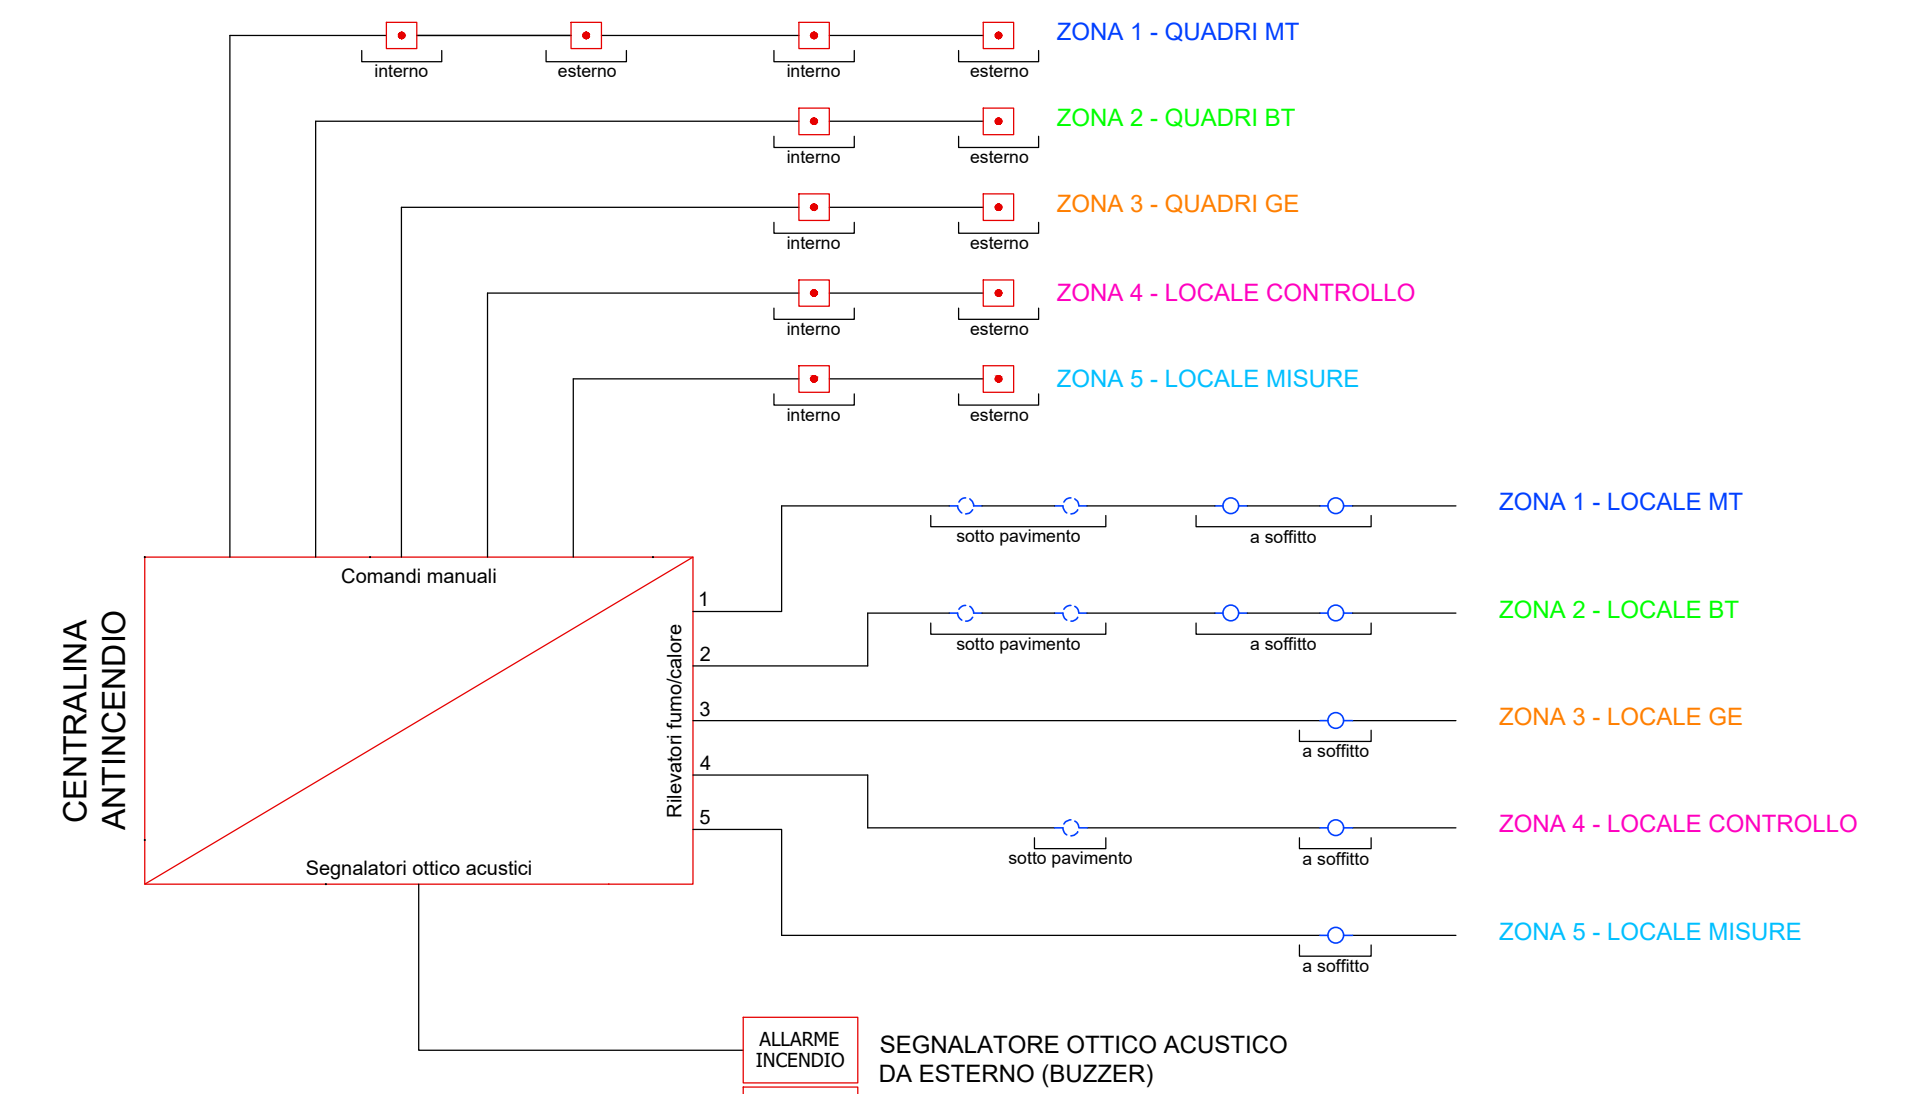 ZONA 1 - QUADRI MT
interno
esterno
interno
esterno
ZONA 2 - QUADRI BT
interno
esterno
ZONA 3 - QUADRI GE
interno
esterno
ZONA 4 - LOCALE CONTROLLO
interno
esterno
ZONA 5 - LOCALE MISURE
interno
esterno
CENTRALINA
ANTINCENDIO
Comandi manuali
Rilevatori fumo/calore
1
2
3
4
5
Segnalatori ottico acustici
ZONA 1 - LOCALE MT
sotto pavimento
a soffitto
ZONA 2 - LOCALE BT
sotto pavimento
a soffitto
ZONA 3 - LOCALE GE
a soffitto
ZONA 4 - LOCALE CONTROLLO
sotto pavimento
a soffitto
ZONA 5 - LOCALE MISURE
a soffitto
ALLARME
INCENDIO
SEGNALATORE OTTICO ACUSTICO
DA ESTERNO (BUZZER)